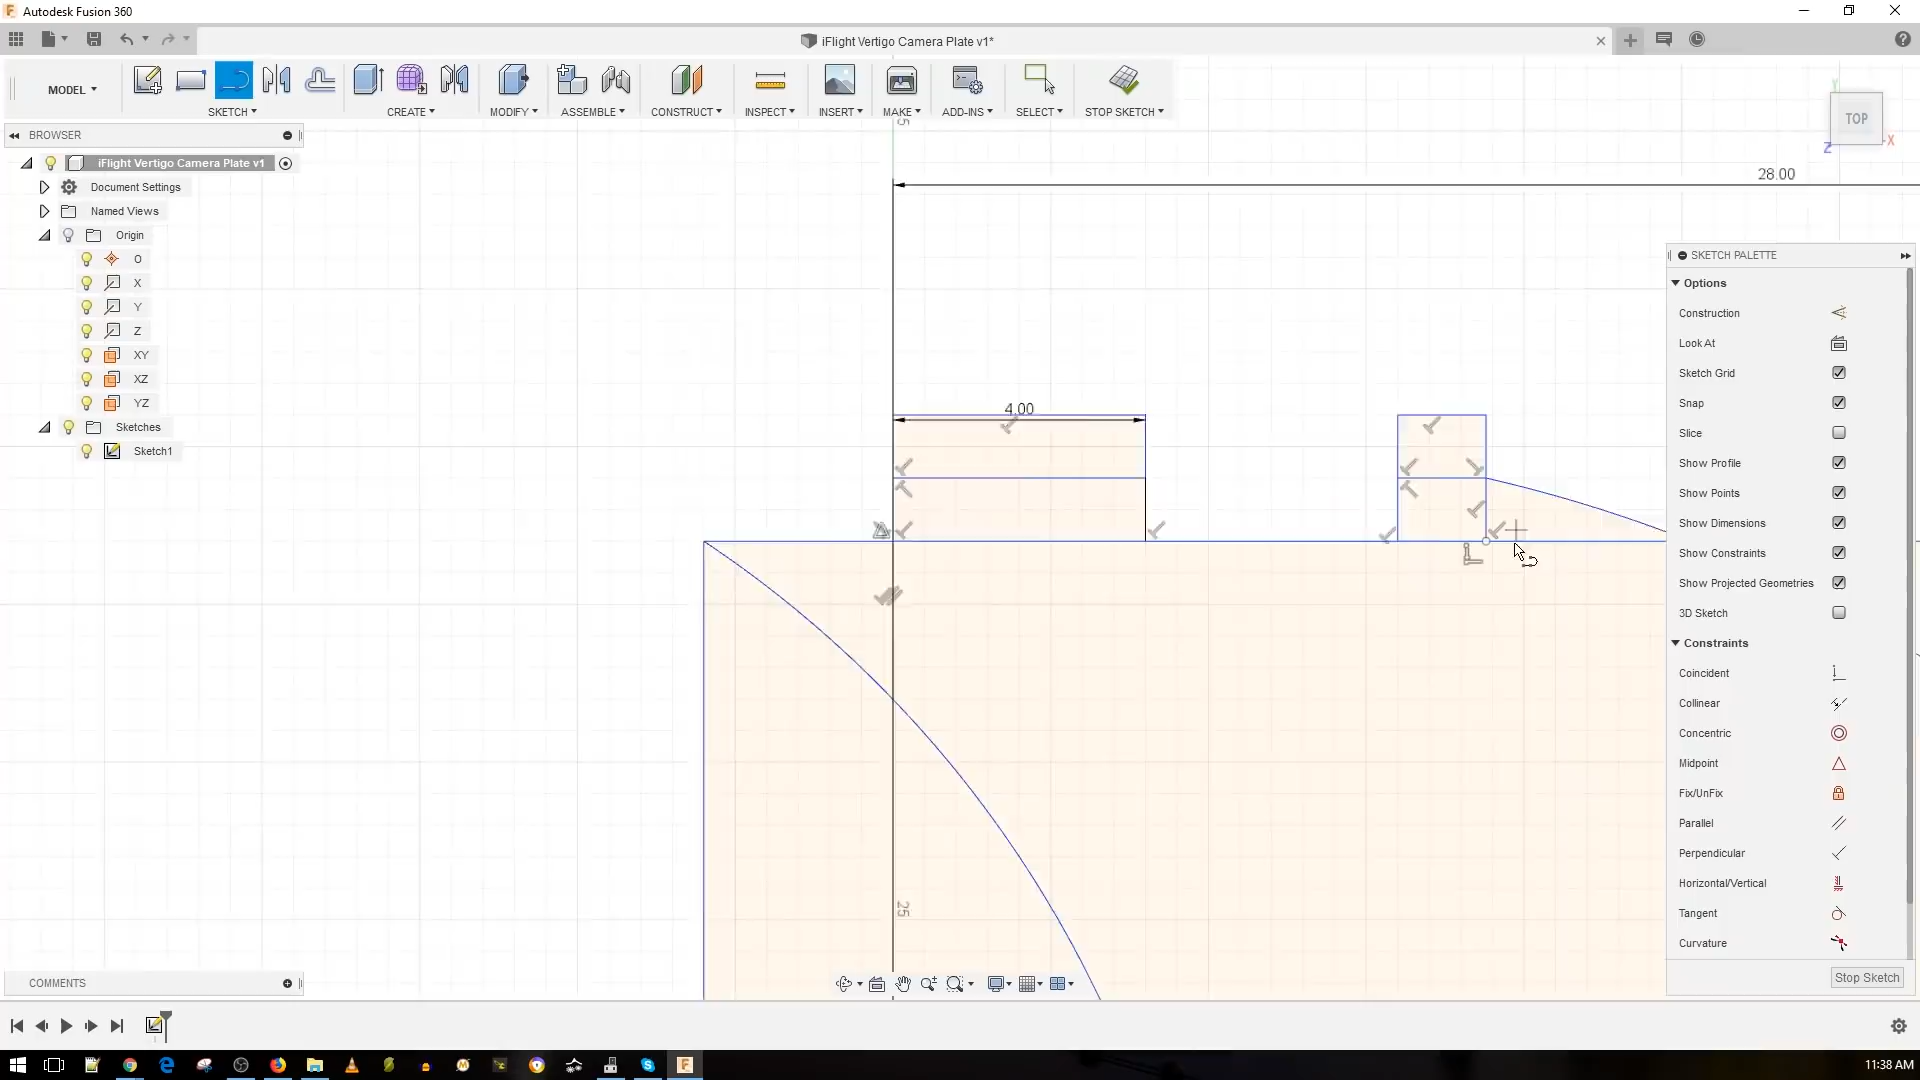 Autodesk Fusion 360
iFlight Vertigo Camera Plate v1*
MODEL
SKETCH
CREATE
MODIFY
ASSEMBLE
CONSTRUCT
INSPECT
INSERT
MAKE
ADD-INS
SELECT
STOP SKETCH
BROWSER
iFlight Vertigo Camera Plate v1
Document Settings
Named Views
Origin
O
X
Y
Z
XY
XZ
YZ
Sketches
Sketch1
5
28.00
4.00
25
TOP
Y
X
Z
SKETCH PALETTE
Options
Construction
Look At
Sketch Grid
Snap
Slice
Show Profile
Show Points
Show Dimensions
Show Constraints
Show Projected Geometries
3D Sketch
Constraints
Coincident
Collinear
Concentric
Midpoint
Fix/UnFix
Parallel
Perpendicular
Horizontal/Vertical
Tangent
Curvature
Stop Sketch
COMMENTS
11:38 AM